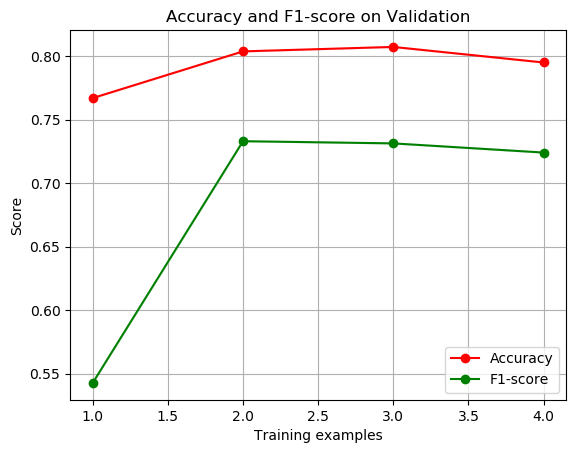 Accuracy and F1-score on Validation
0.80
0.75
0.70
0.65
0.60
0.55
Score
1.0 1.5 2.0 2.5 3.0 3.5 4.0
Training examples
Accuracy
F1-score